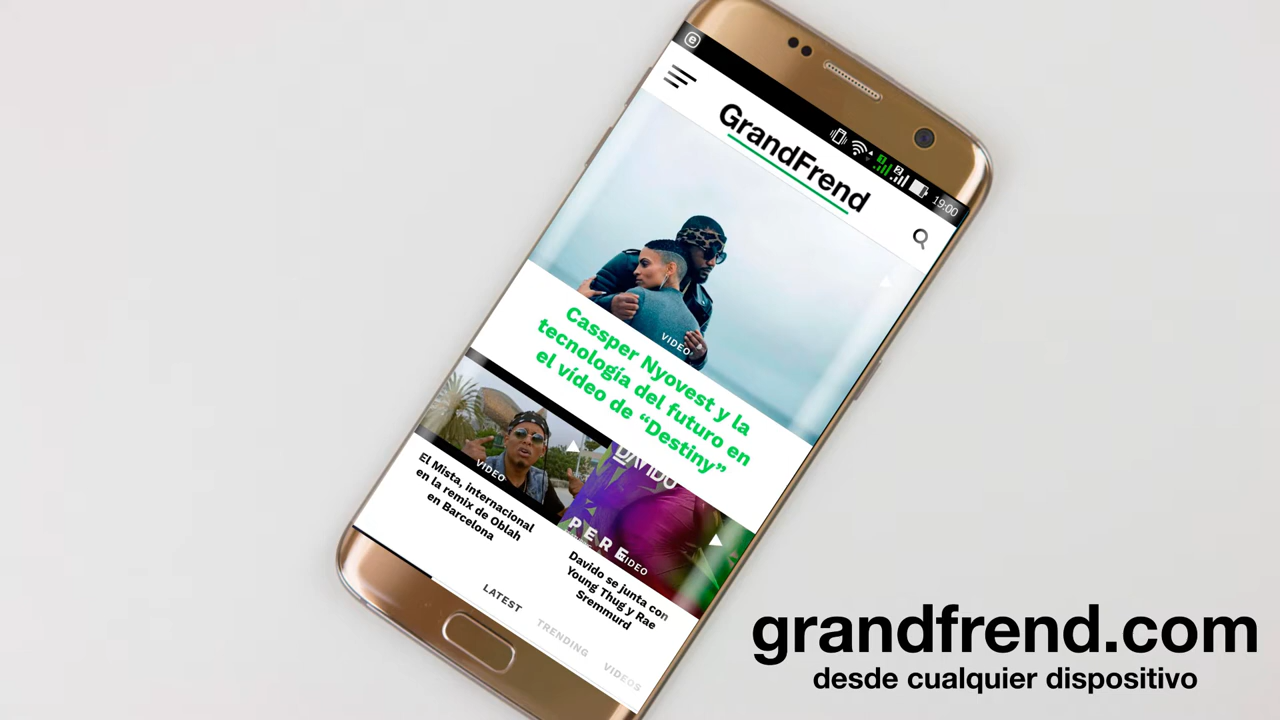 19:00
GrandFrend
VIDEO
Cassper Nyovest y la
tecnología del futuro en
el vídeo de “Destiny”
VIDEO
El Mista, internacional
en la remix de Oblah
en Barcelona
DAVIDO
PERE
VIDEO
Davido se junta con
Young Thug y Rae
Sremmurd
LATEST
TRENDING
VIDEOS
grandfrend.com
desde cualquier dispositivo